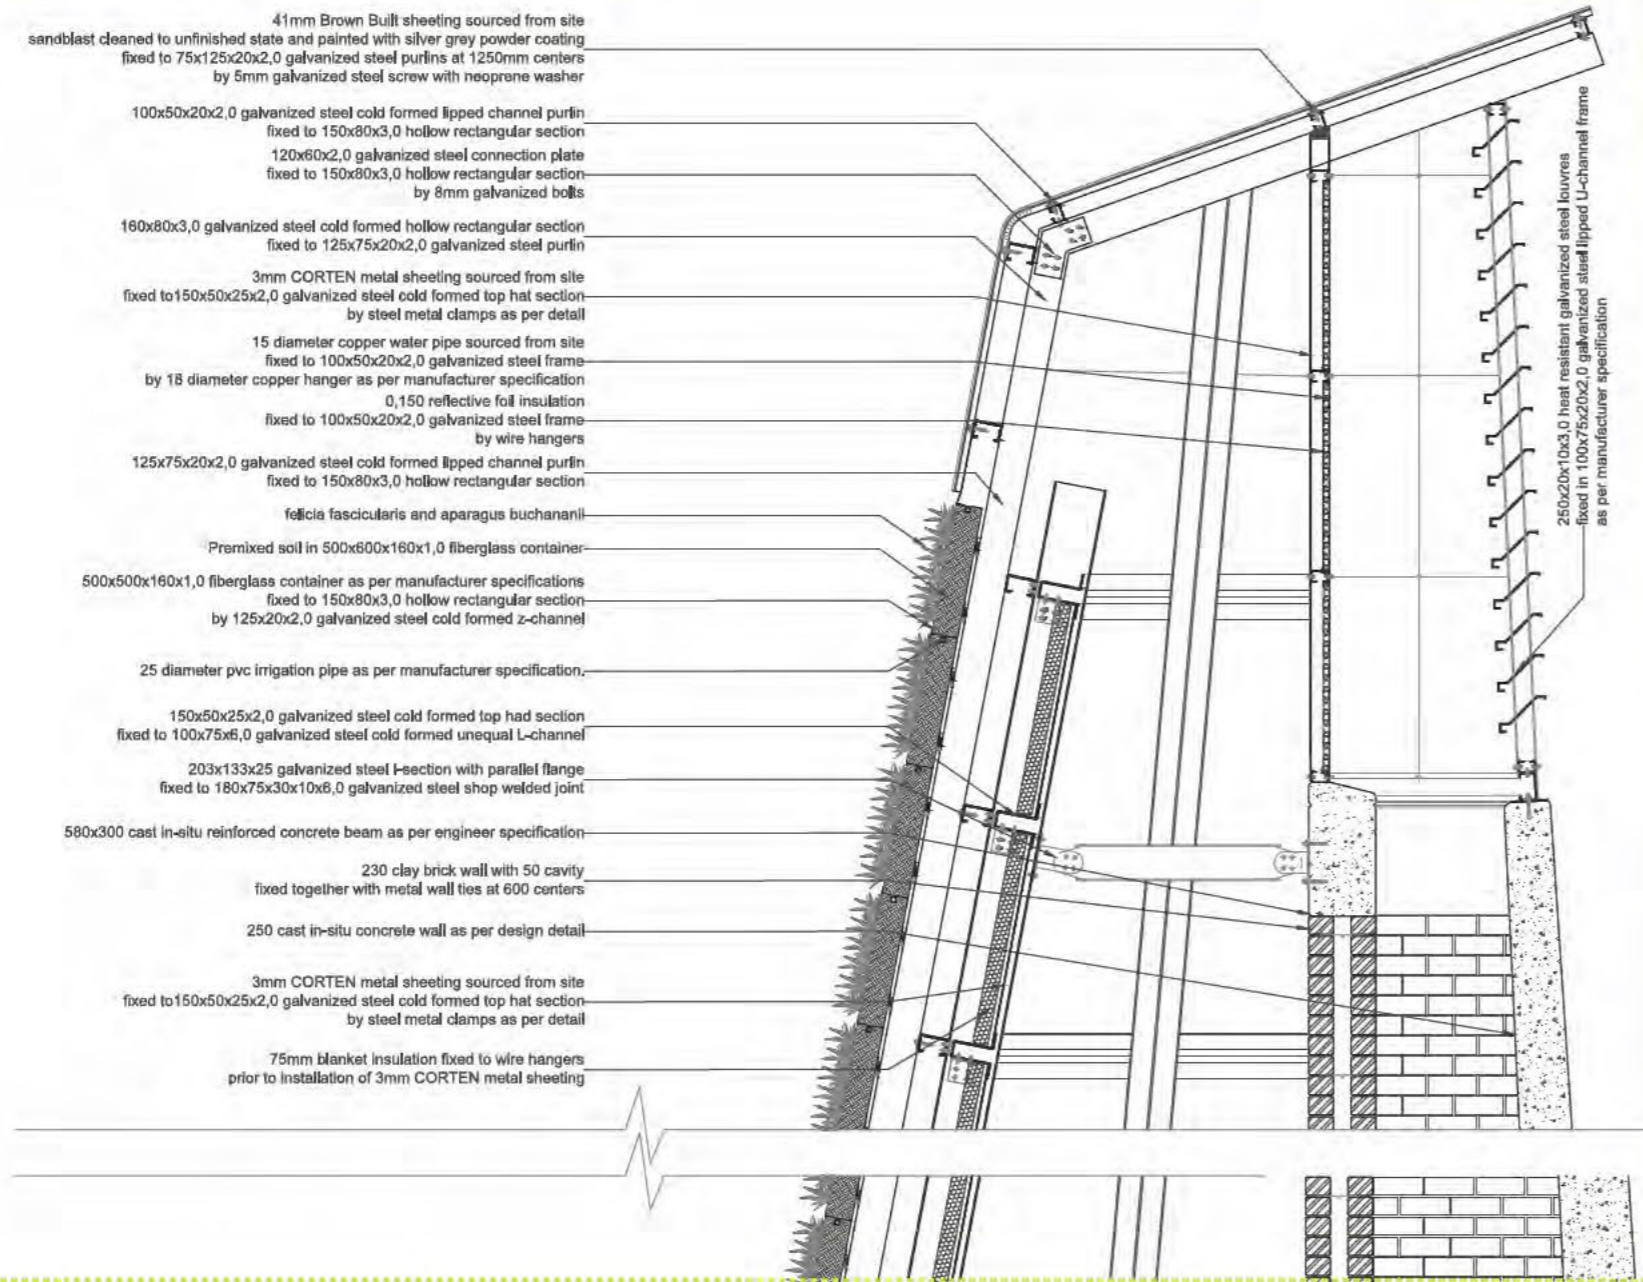 41mm Brown Built sheeting sourced from site
sandblast cleaned to unfinished state and painted with silver grey powder coating
fixed to 75x125x20x2,0 galvanized steel purlins at 1250mm centers
by 5mm galvanized steel screw with neoprene washer
100x50x20x2,0 galvanized steel cold formed lipped channel purlin
fixed to 150x80x3,0 hollow rectangular section
120x60x2,0 galvanized steel connection plate
fixed to 150x80x3,0 hollow rectangular section
by 8mm galvanized bolts
160x80x3,0 galvanized steel cold formed hollow rectangular section
fixed to 125x75x20x2,0 galvanized steel purlin
3mm CORTEN metal sheeting sourced from site
fixed to150x50x25x2,0 galvanized steel cold formed top hat section
by steel metal clamps as per detail
15 diameter copper water pipe sourced from site
fixed to 100x50x20x2,0 galvanized steel frame
by 18 diameter copper hanger as per manufacturer specification
0,150 reflective foil insulation
fixed to 100x50x20x2,0 galvanized steel frame
by wire hangers
125x75x20x2,0 galvanized steel cold formed lipped channel purlin
fixed to 150x80x3,0 hollow rectangular section
felicia fascicularis and aparagus buchananii
Premixed soil in 500x600x160x1,0 fiberglass container
500x500x160x1,0 fiberglass container as per manufacturer specifications
fixed to 150x80x3,0 hollow rectangular section
by 125x20x2,0 galvanized steel cold formed z-channel
25 diameter pvc irrigation pipe as per manufacturer specification.
150x50x25x2,0 galvanized steel cold formed top had section
fixed to 100x75x6,0 galvanized steel cold formed unequal L-channel
203x133x25 galvanized steel I-section with parallel flange
fixed to 180x75x30x10x6,0 galvanized steel shop welded joint
580x300 cast in-situ reinforced concrete beam as per engineer specification
230 clay brick wall with 50 cavity
fixed together with metal wall ties at 600 centers
250 cast in-situ concrete wall as per design detail
3mm CORTEN metal sheeting sourced from site
fixed to150x50x25x2,0 galvanized steel cold formed top hat section
by steel metal clamps as per detail
75mm blanket insulation fixed to wire hangers
prior to installation of 3mm CORTEN metal sheeting
250x20x10x3,0 heat resistant galvanized steel louvres
fixed in 100x75x20x2,0 galvanized steel lipped U-channel frame
as per manufacturer specification